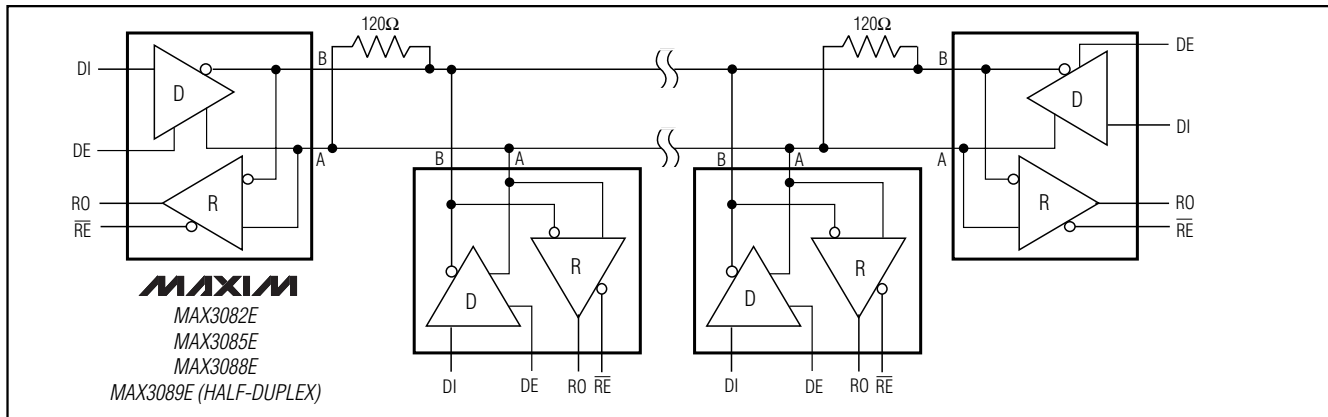 120Ω 120Ω
B B
DI DE
D D
DI
DE A B A B A A
RO R R RO
RE RE
R R
D D
MAXIM
MAX3082E
MAX3085E
MAX3088E
MAX3089E (HALF-DUPLEX)
DI DE RO RE DI DE RO RE